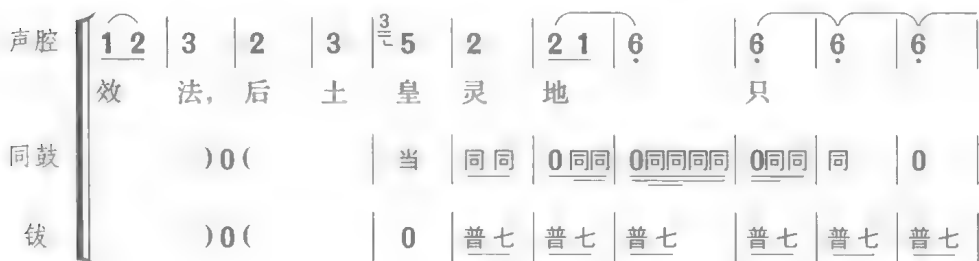 声腔 1 2 | 3 | 2 | 3 | 3 5 | 2 | 2 1 | 6 | 6 | 6 | 6
效 法, 后 土 皇 灵 地 只
同鼓 )0( | 当 | 同 同 | 0 同同 | 0同同同同 | 0同同 | 同 | 0
钹 )0( | 0 | 普 七 | 普 七 | 普 七 | 普 七 | 普 七 | 普 七